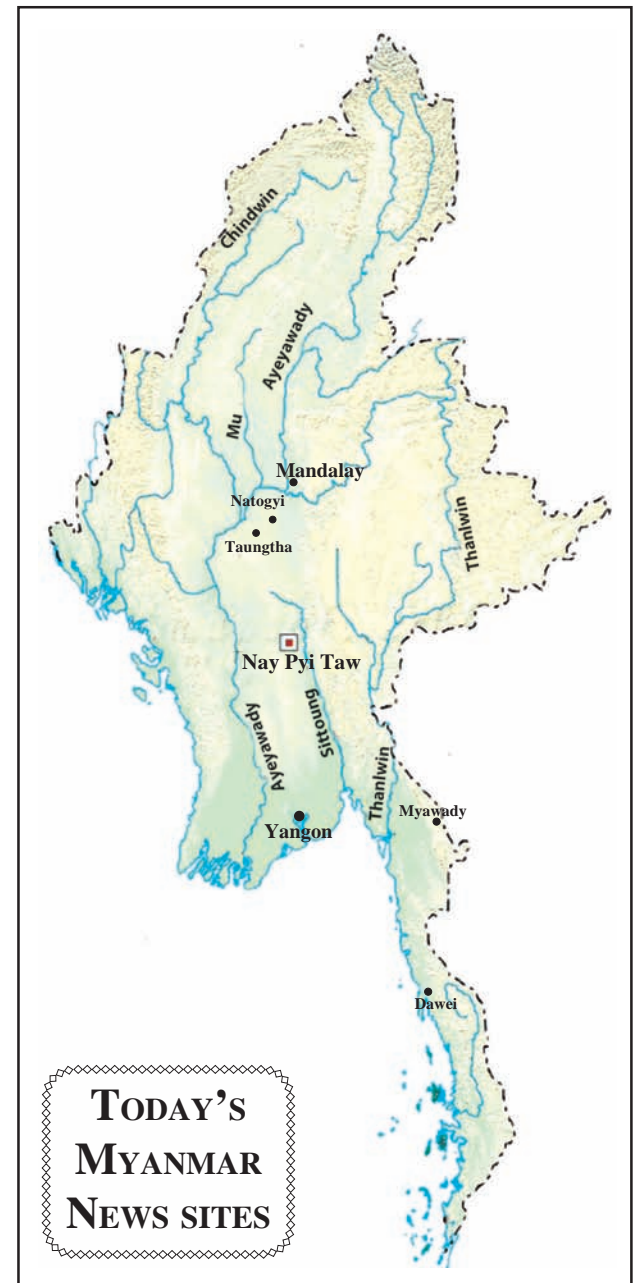 Chindwin
Ayeyawady
Mu
Mandalay
Natogyi
Taungtha
Thanlwin
Nay Pyi Taw
Ayeyawady
Sittoung
Thanlwin
Myawady
Yangon
Dawei
TODAY'S
MYANMAR
NEWS SITES